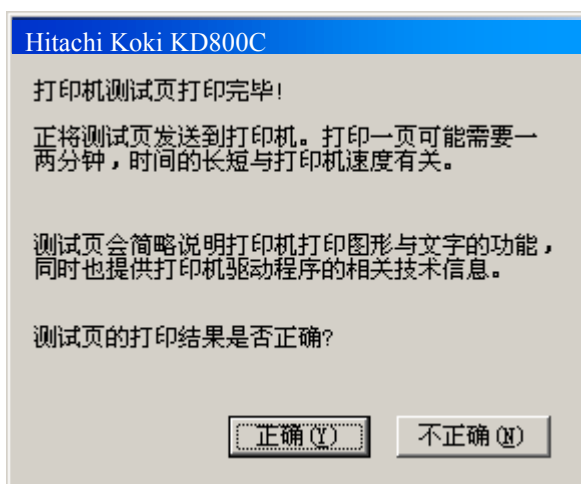 Hitachi Koki KD800C
打印机测试页打印完毕!
正将测试页发送到打印机。打印一页可能需要一
两分钟，时间的长短与打印机速度有关。
测试页会简略说明打印机打印图形与文字的功能，
同时也提供打印机驱动程序的相关技术信息。
测试页的打印结果是否正确?
正确(Y) 不正确(N)